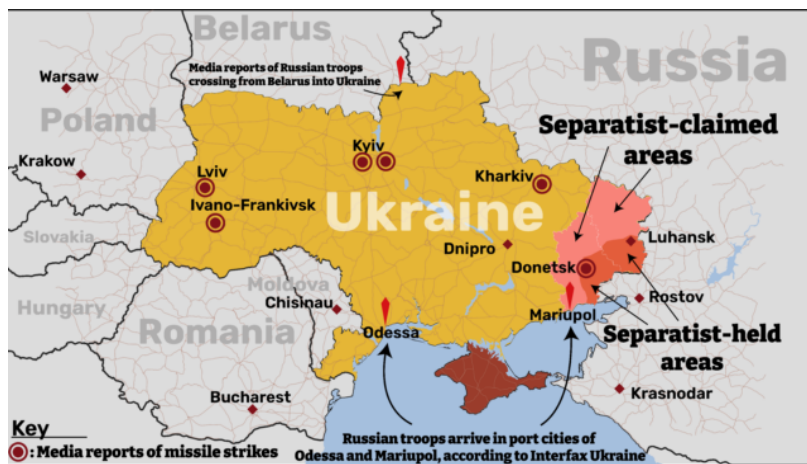 Belarus
Russia
Media reports of Russian troops
crossing from Belarus into Ukraine
Warsaw
Poland
Separatist-claimed
areas
Kyiv
Krakow
Lviv
Kharkiv
Ivano-Frankivsk
Ukraine
Slovakia
Dnipro
Luhansk
Donetsk
Moldova
Hungary
Chisinau
Rostov
Romania
Odessa
Mariupol
Separatist-held
areas
Bucharest
Krasnodar
Key
: Media reports of missile strikes
Russian troops arrive in port cities of
Odessa and Mariupol, according to Interfax Ukraine